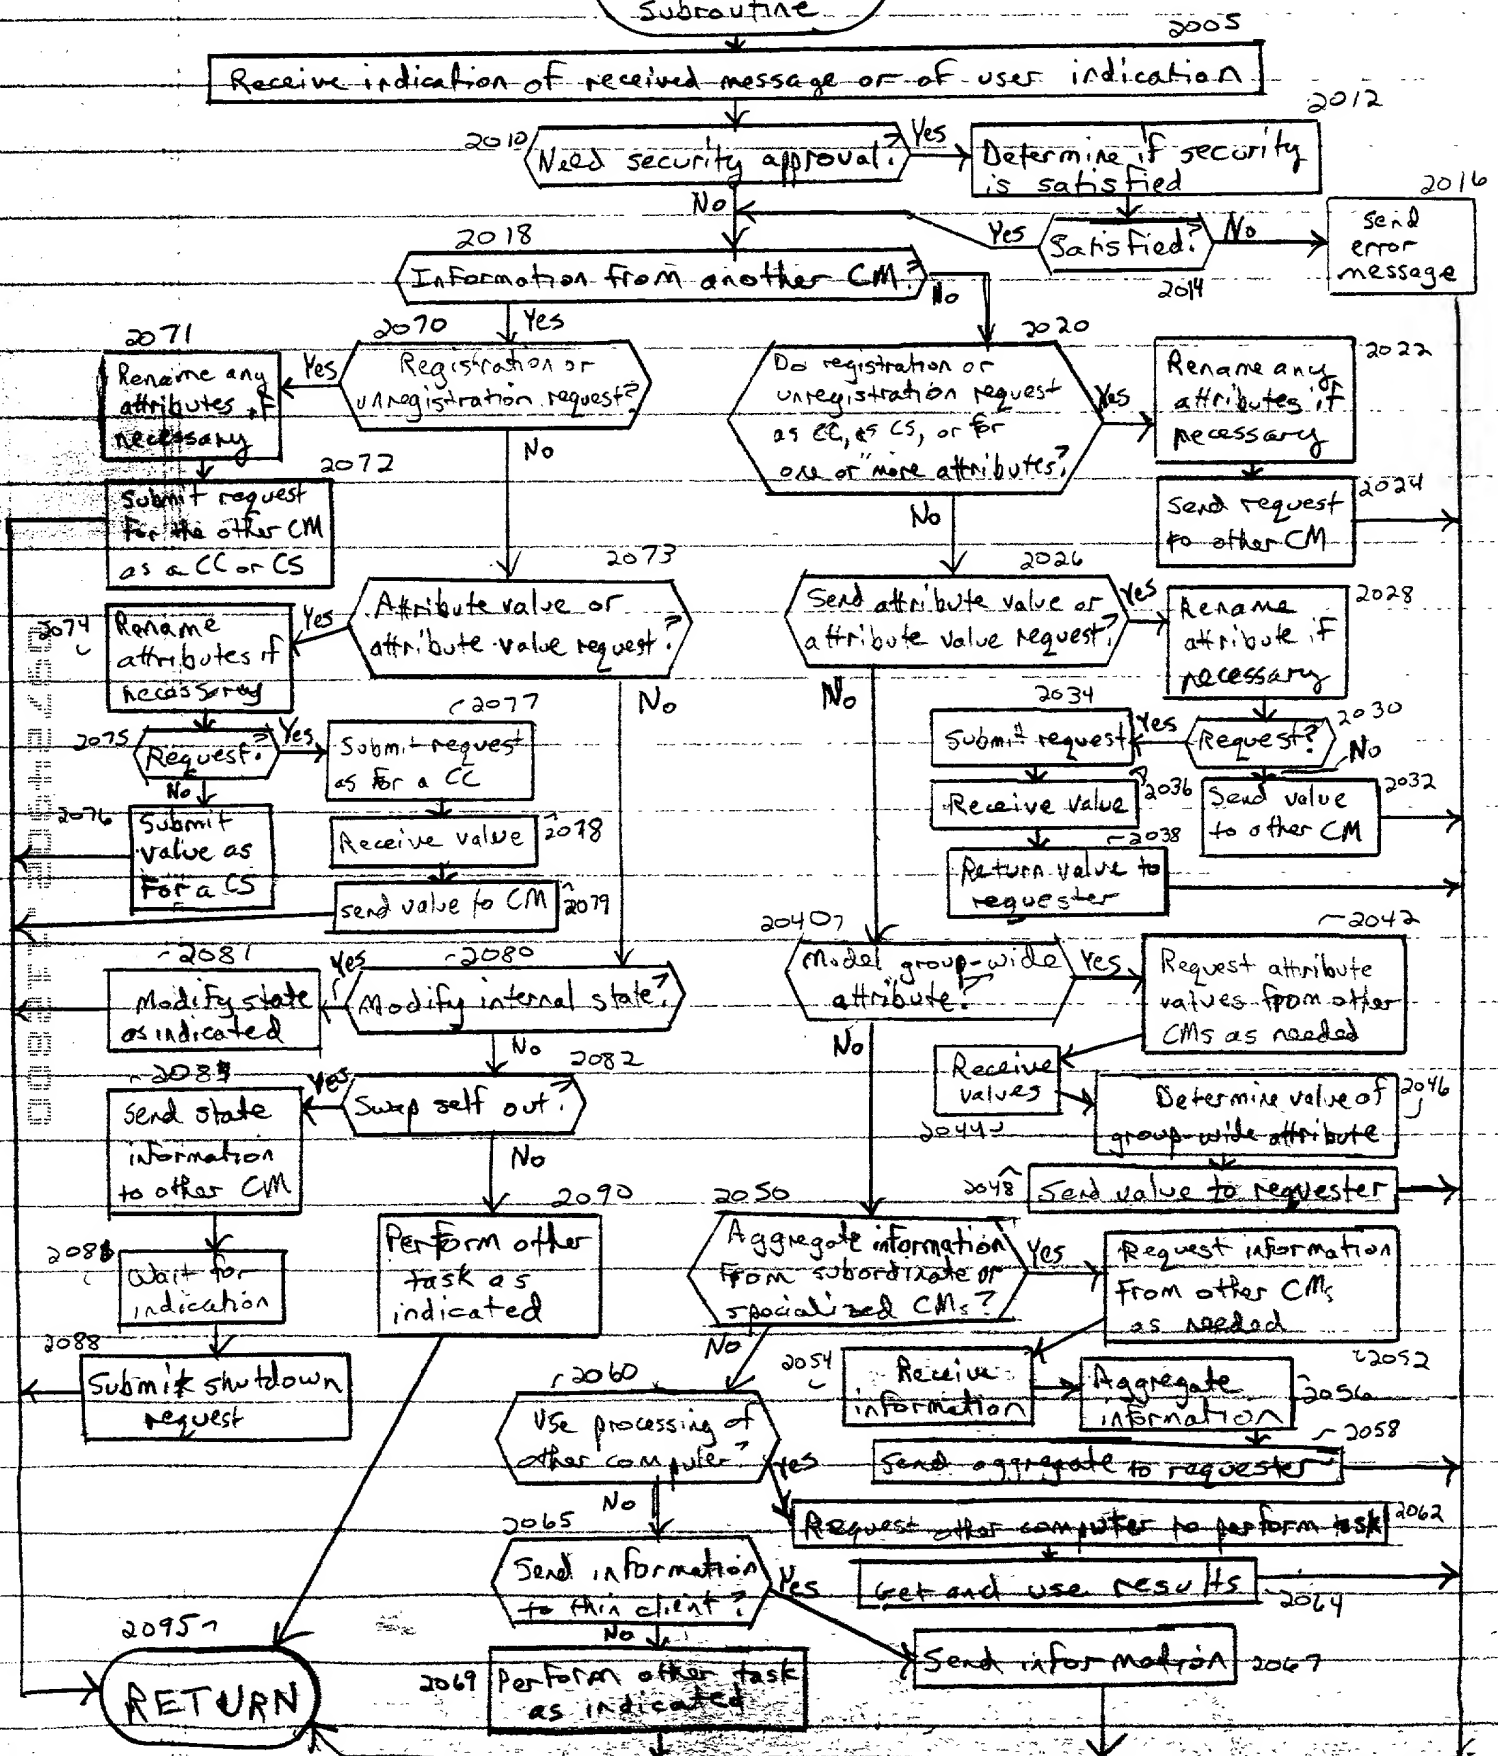 Subroutine
2005
Receive indication of received message or of user indication
2012
2010
Need security approval?
Yes
Determine if security
is satisfied
2016
No
Send
error
message
Yes
Satisfied?
No
2014
2018
Information from another CM?
No
Yes
2071
2070
2020
Rename any
attributes if
necessary
Yes
Registration or
unregistration request?
No
Do registration or
unregistration request
as CC, as CS, or for
one or more attributes?
Yes
Rename any
attributes if
necessary
2022
2072
Submit request
for the other CM
as a CC or CS
No
Send request
to other CM
2024
2073
2026
2074
Rename
attributes if
necessary
Yes
Attribute value or
attribute value request?
No
Send attribute value or
attribute value request?
Yes
No
Rename
attribute if
necessary
2028
2075
Request?
Yes
No
2077
Submit request
as for a CC
2034
Submit request
Yes
Request?
2030
No
2076
Submit
value as
for a CS
Receive value
2078
Receive value
2036
Send value
to other CM
2032
send value to CM
2079
2038
Return value to
requester
2040
2042
Model group-wide
attribute?
Yes
No
Request attribute
values from other
CMs as needed
2081
Modify state
as indicated
Yes
2080
Modify internal state?
No
Receive
values
2044
Determine value of
group-wide attribute
2046
Send state
information
to other CM
Yes
2082
Swap self out?
No
2048
Send value to requester
2090
Perform other
task as
indicated
2050
Aggregate information
from subordinate or
specialized CMs?
Yes
No
Request information
from other CMs
as needed
2052
Wait for
indication
2088
Submit shutdown
request
2054
Receive
information
Aggregate
information
2056
2058
Send aggregate to requester
2060
Use processing of
other computer?
Yes
No
Request other computer to perform task
2062
Get and use results
2064
2065
Send information
to thin client?
Yes
No
Send information
2067
2095
RETURN
2069
Perform other task
as indicated